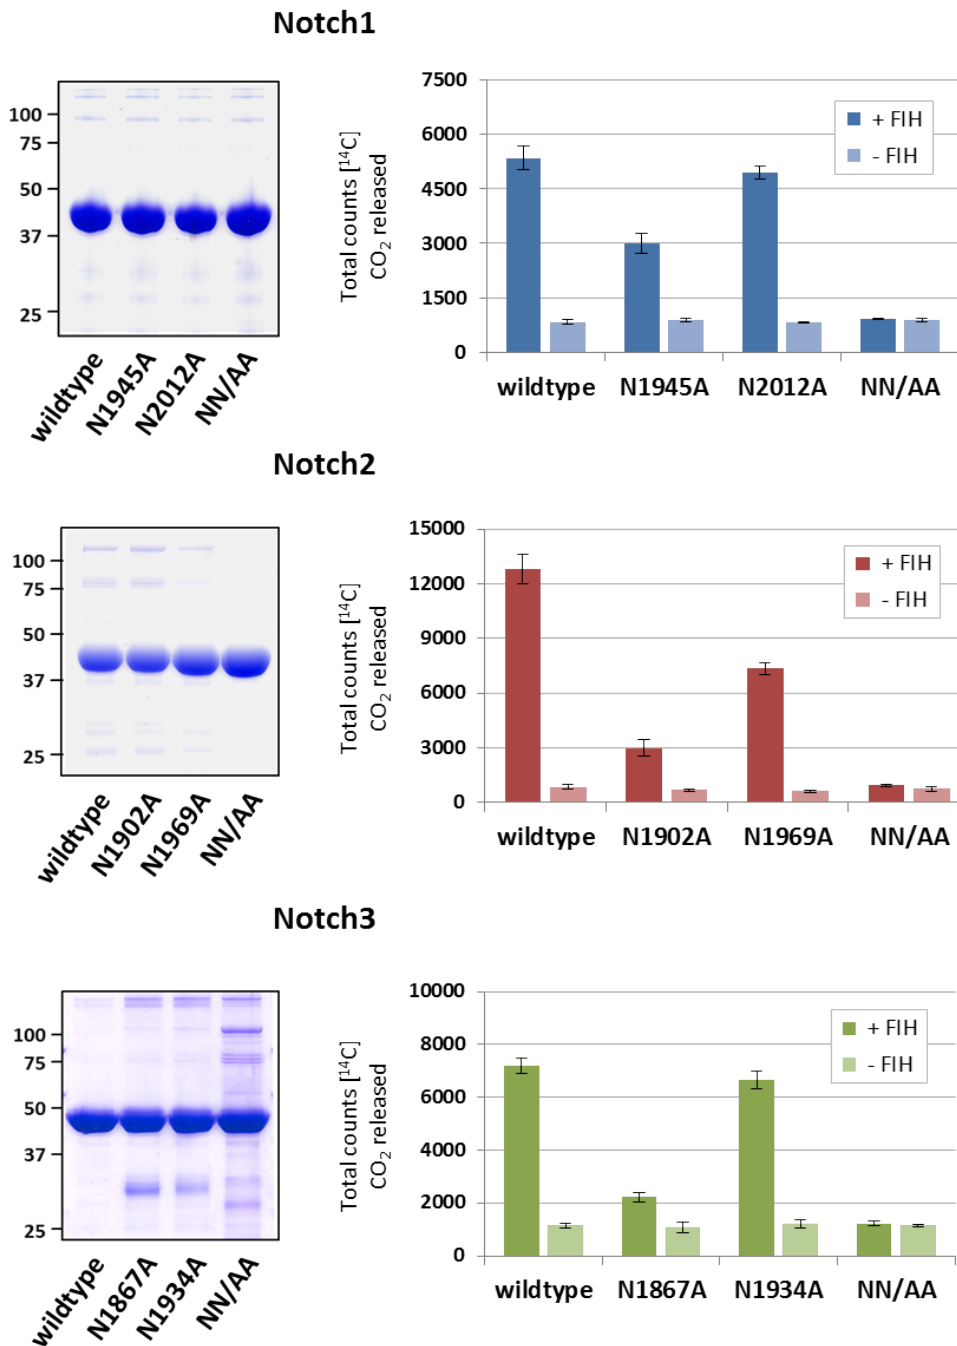 Notch1
100
75
50
37
25
wildtype
N1945A
N2012A
NN/AA
Total counts [¹⁴C]
CO₂ released
7500
6000
4500
3000
1500
0
+ FIH
- FIH
wildtype
N1945A
N2012A
NN/AA
Notch2
100
75
50
37
25
wildtype
N1902A
N1969A
NN/AA
Total counts [¹⁴C]
CO₂ released
15000
12000
9000
6000
3000
0
+ FIH
- FIH
wildtype
N1902A
N1969A
NN/AA
Notch3
100
75
50
37
25
wildtype
N1867A
N1934A
NN/AA
Total counts [¹⁴C]
CO₂ released
10000
8000
6000
4000
2000
0
+ FIH
- FIH
wildtype
N1867A
N1934A
NN/AA